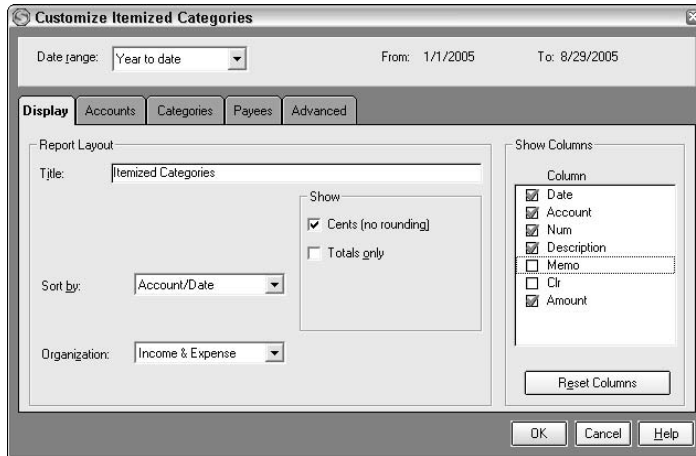 Customize Itemized Categories
Date range: Year to date From: 1/1/2005 To: 8/29/2005
Display Accounts Categories Payees Advanced
Report Layout
Title: Itemized Categories
Show
Cents (no rounding)
Totals only
Sort by: Account/Date
Organization: Income & Expense
Show Columns
Column
Date
Account
Num
Description
Memo
Clr
Amount
Reset Columns
OK Cancel Help